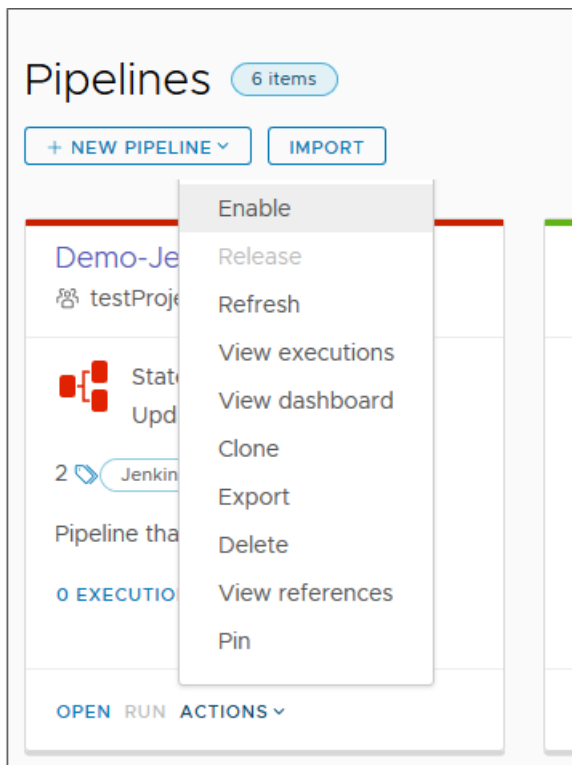 Pipelines 6 items
+ NEW PIPELINE IMPORT
Enable
Release
Refresh
View executions
View dashboard
Clone
Export
Delete
View references
Pin
Demo-Je
testProje
State
Upd
2 Jenkin
Pipeline tha
0 EXECUTIO
OPEN RUN ACTIONS